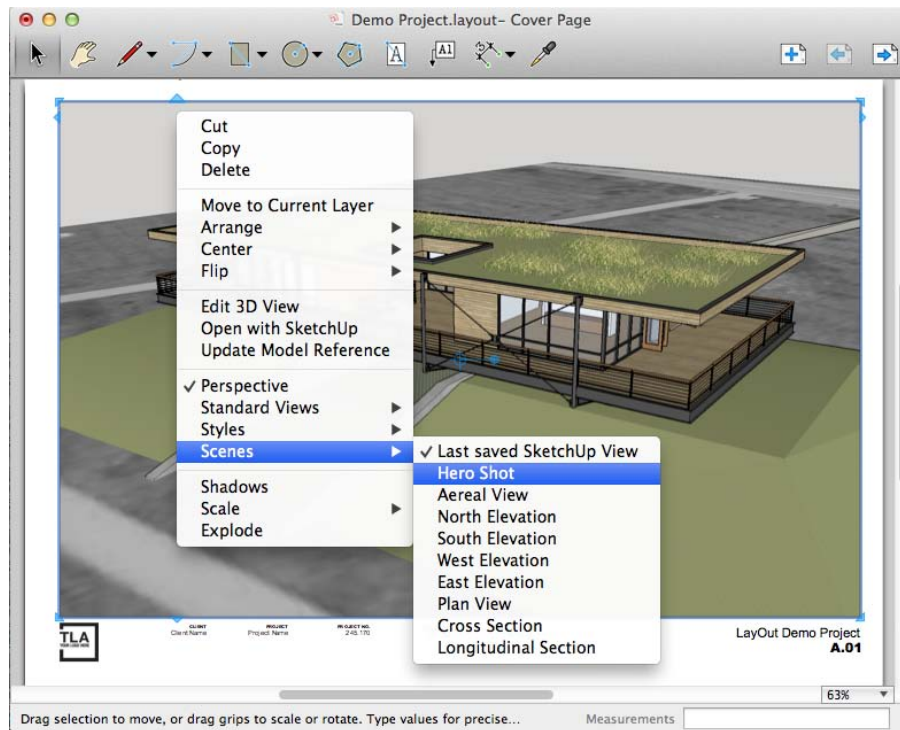 Demo Project.layout– Cover Page
A
A1
Cut
Copy
Delete
Move to Current Layer
Arrange
Center
Flip
Edit 3D View
Open with SketchUp
Update Model Reference
✓ Perspective
Standard Views
Styles
Scenes
Shadows
Scale
Explode
✓ Last saved SketchUp View
Hero Shot
Aereal View
North Elevation
South Elevation
West Elevation
East Elevation
Plan View
Cross Section
Longitudinal Section
TLA
YOUR LOGO HERE
CLIENT
Client Name
PROJECT
Project Name
PROJECT NO.
LayOut Demo Project
A.01
63%
Drag selection to move, or drag grips to scale or rotate. Type values for precise...
Measurements